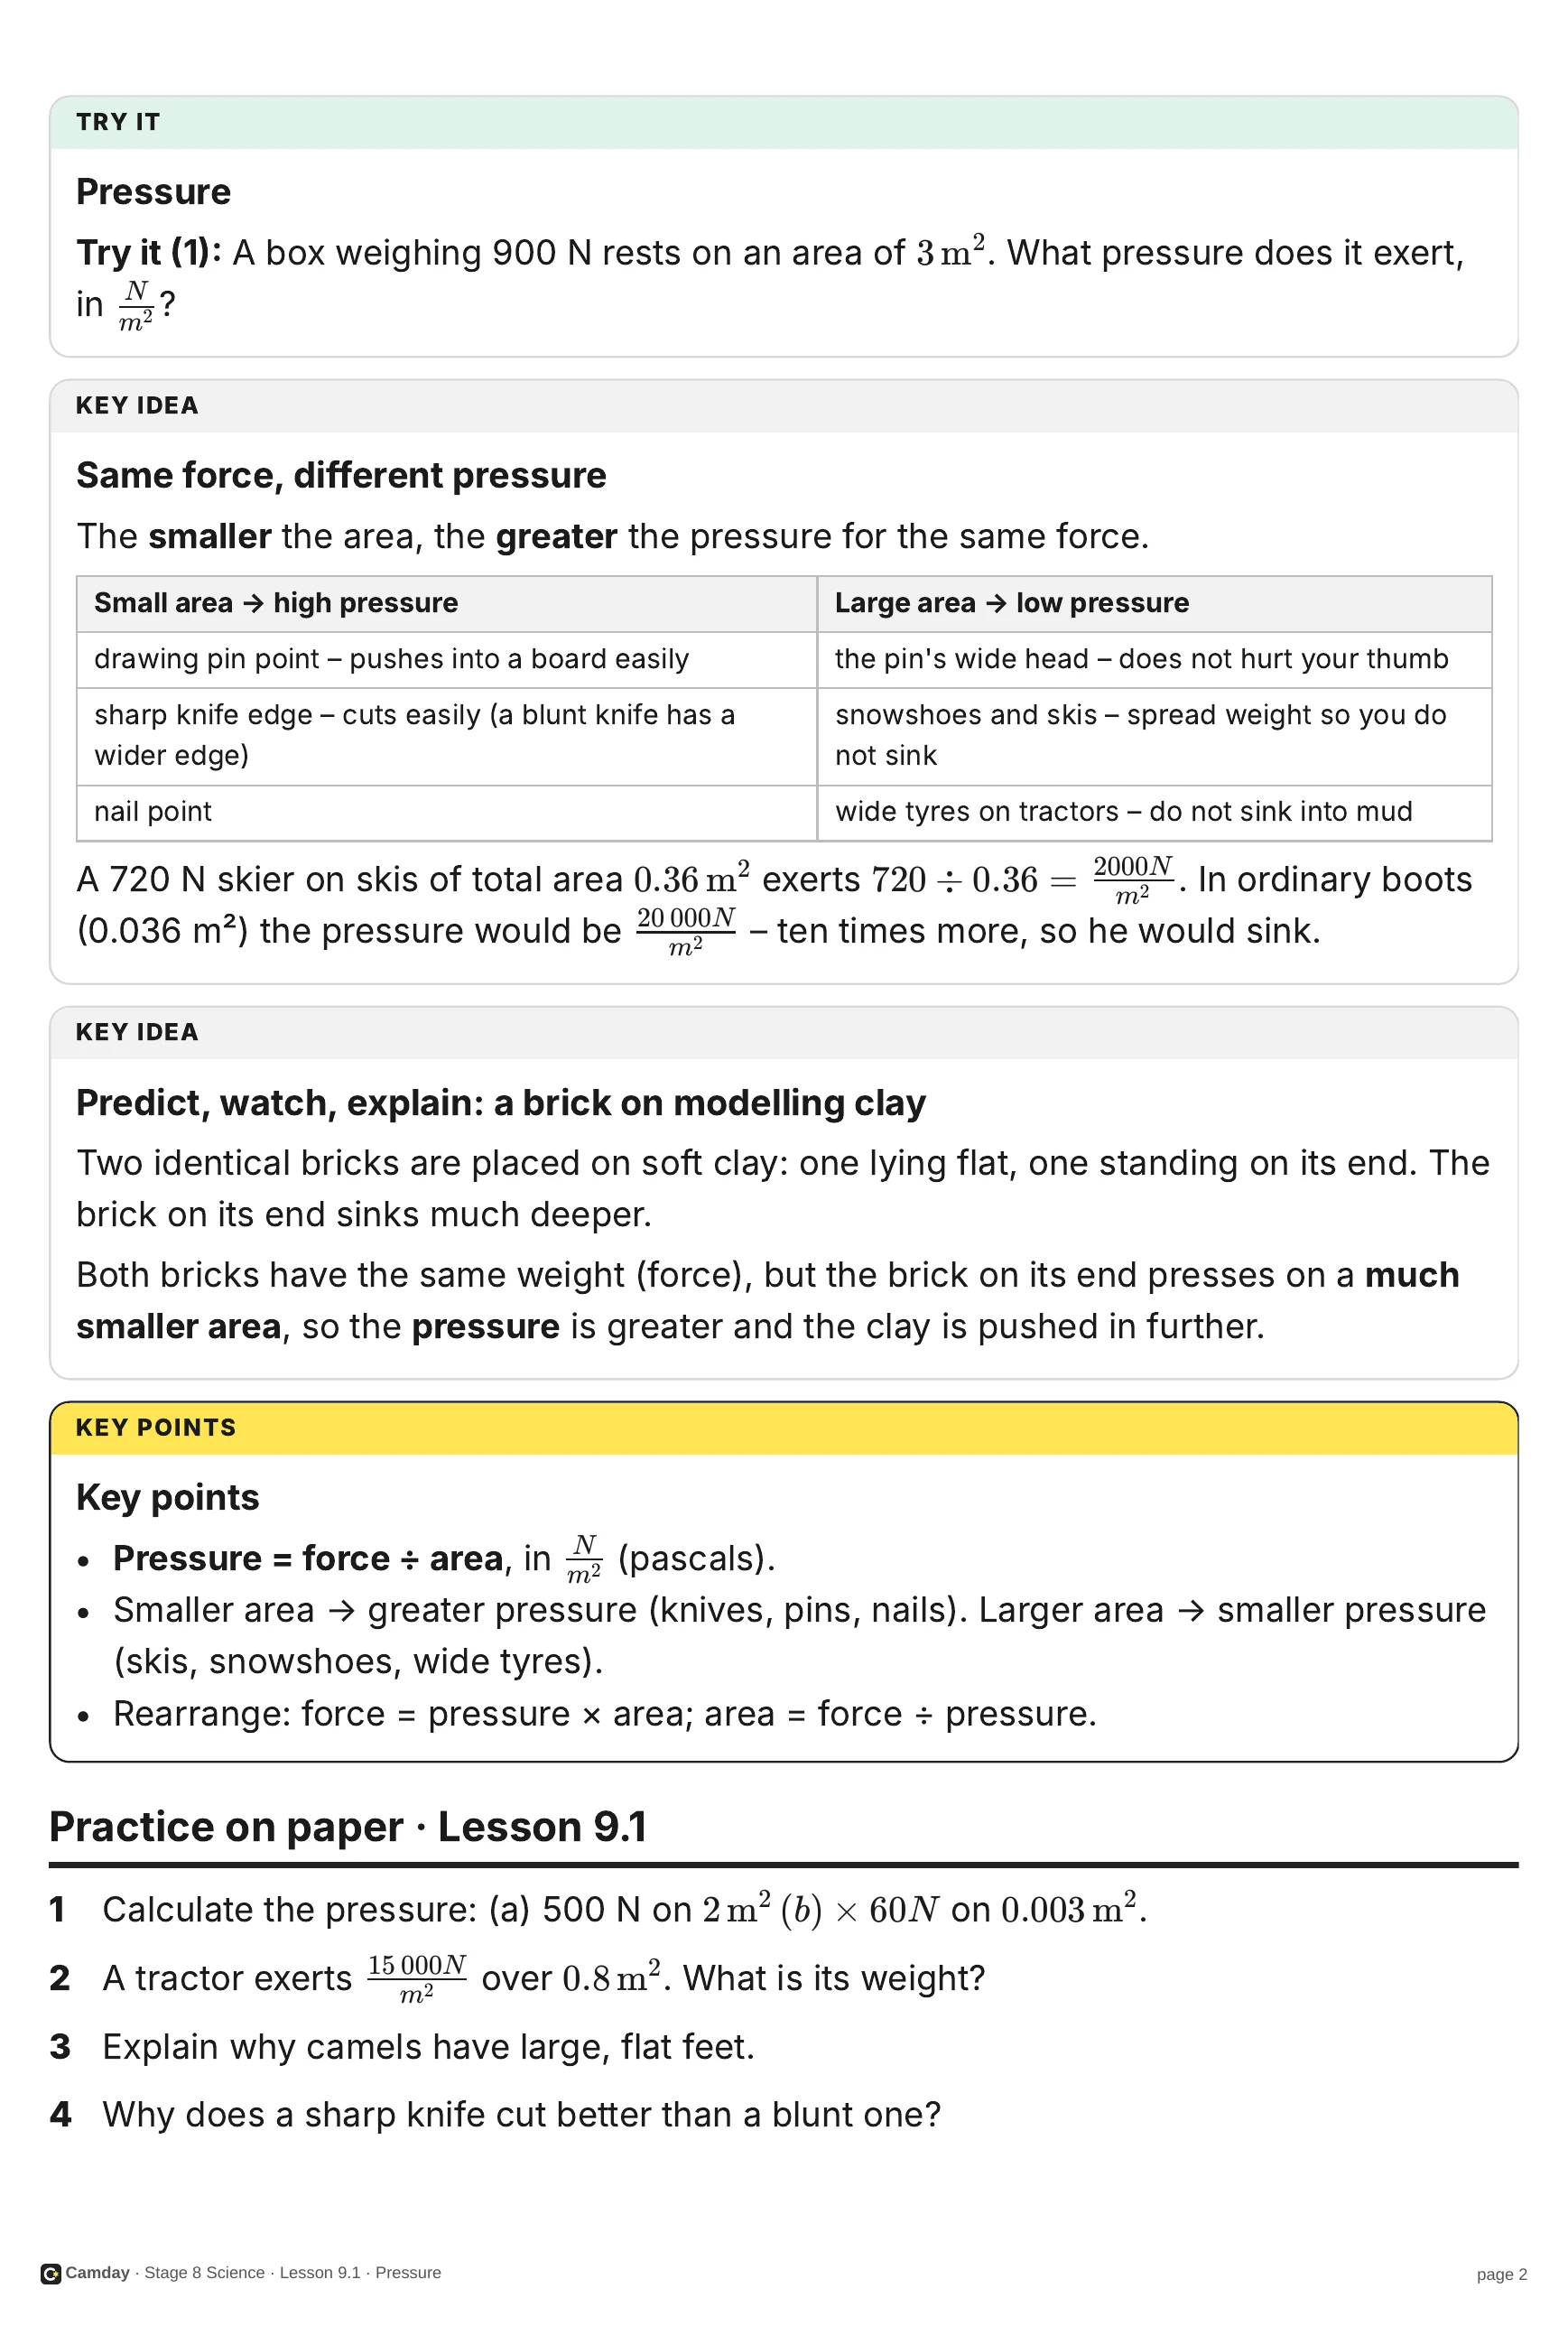 TRY IT
Pressure
Try it (1): A box weighing 900 N rests on an area of 3 m². What pressure does it exert,
in N/m²?
KEY IDEA
Same force, different pressure
The smaller the area, the greater the pressure for the same force.
Small area → high pressure
Large area → low pressure
drawing pin point – pushes into a board easily
the pin's wide head – does not hurt your thumb
sharp knife edge – cuts easily (a blunt knife has a
wider edge)
snowshoes and skis – spread weight so you do
not sink
nail point
wide tyres on tractors – do not sink into mud
A 720 N skier on skis of total area 0.36 m² exerts 720 ÷ 0.36 = 2000N/m². In ordinary boots
(0.036 m²) the pressure would be 20 000N/m² – ten times more, so he would sink.
KEY IDEA
Predict, watch, explain: a brick on modelling clay
Two identical bricks are placed on soft clay: one lying flat, one standing on its end. The
brick on its end sinks much deeper.
Both bricks have the same weight (force), but the brick on its end presses on a much
smaller area, so the pressure is greater and the clay is pushed in further.
KEY POINTS
Key points
• Pressure = force ÷ area, in N/m² (pascals).
• Smaller area → greater pressure (knives, pins, nails). Larger area → smaller pressure
(skis, snowshoes, wide tyres).
• Rearrange: force = pressure × area; area = force ÷ pressure.
Practice on paper · Lesson 9.1
1 Calculate the pressure: (a) 500 N on 2 m² (b) × 60N on 0.003 m².
2 A tractor exerts 15 000N/m² over 0.8 m². What is its weight?
3 Explain why camels have large, flat feet.
4 Why does a sharp knife cut better than a blunt one?
Camday · Stage 8 Science · Lesson 9.1 · Pressure
page 2